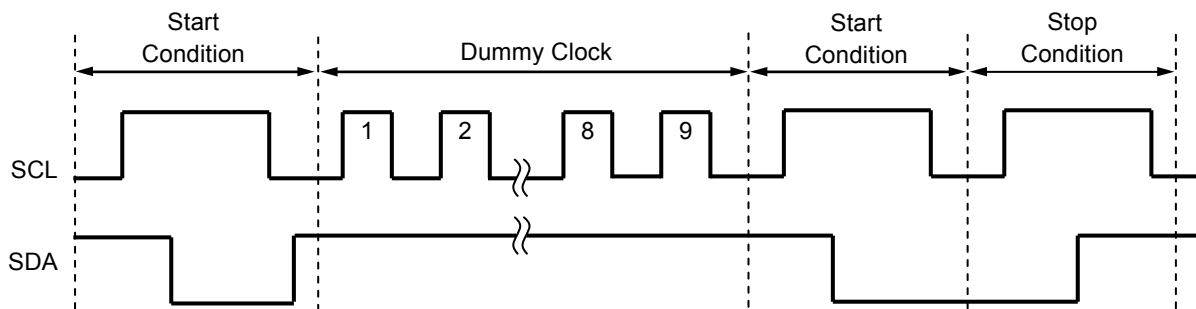 Start
Condition
Dummy Clock
Start
Condition
Stop
Condition
SCL
1
2
8
9
SDA